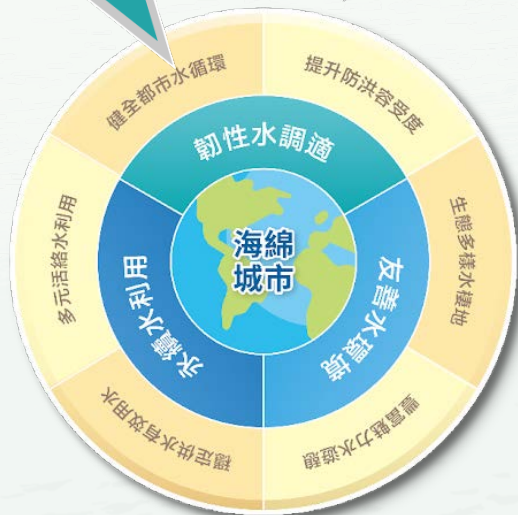 海綿
城市
韌性水調適
友善水環境
永續水利用
健全都市水循環
提升防洪容受度
生態多樣水棲地
豐富魅力水遊憩
穩定供水有效用水
多元活絡水利用